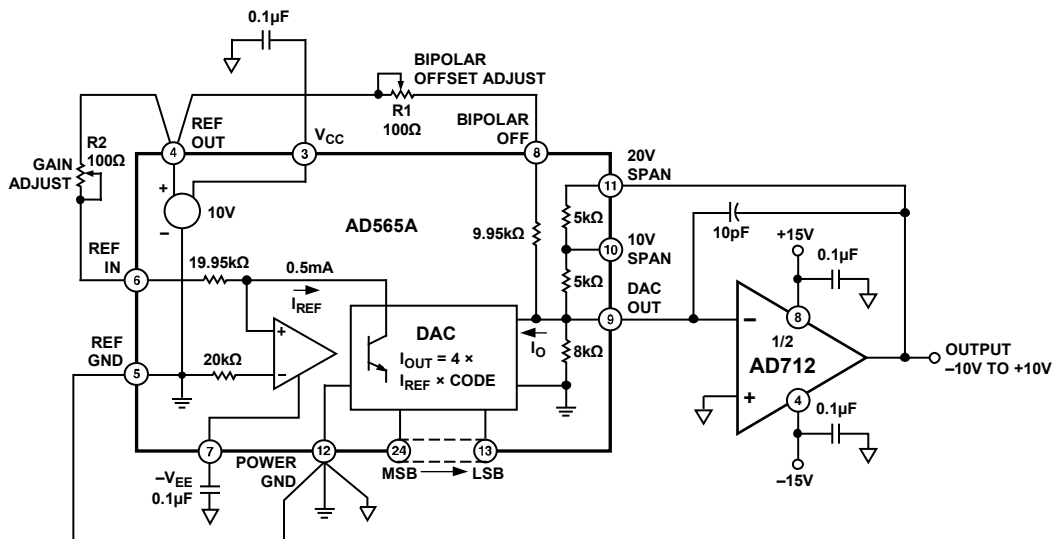 0.1µF
BIPOLAR
OFFSET ADJUST
R1
100Ω
REF
OUT
VCC
BIPOLAR
OFF
R2
100Ω
GAIN
ADJUST
4
3
8
20V
SPAN
11
+
10V
–
AD565A
9.95kΩ
5kΩ
10
10V
SPAN
5kΩ
10pF
+15V
0.1µF
REF
IN
6
19.95kΩ
0.5mA
IREF
DAC
OUT
9
–
8
1/2
AD712
+
4
OUTPUT
–10V TO +10V
+
–
DAC
IOUT = 4 ×
IREF × CODE
IO
8kΩ
REF
GND
5
20kΩ
0.1µF
–15V
7
12
24
13
–VEE
0.1µF
POWER
GND
MSB
LSB